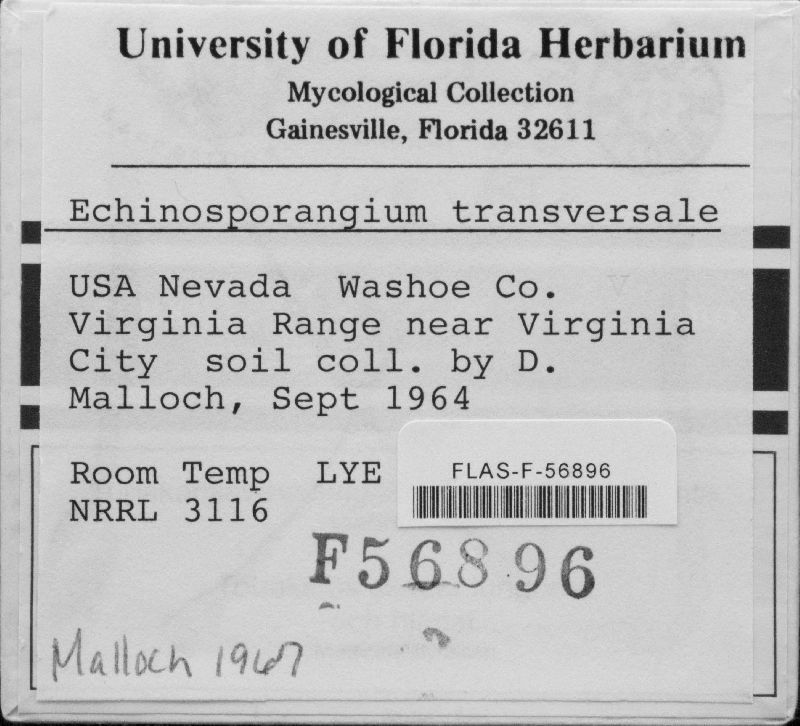 University of Florida Herbarium
Mycological Collection
Gainesville, Florida 32611
Echinosporangium transversale
USA Nevada Washoe Co.
Virginia Range near Virginia
City soil coll. by D.
Malloch, Sept 1964
Room Temp LYE
NRRL 3116
FLAS-F-56896
F56896
Malloch 1967